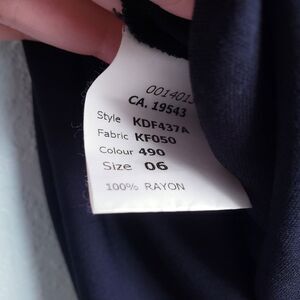 CA. 19543
Style KDF437A
Fabric KF050
Colour 490
Size 06
100% RAYON